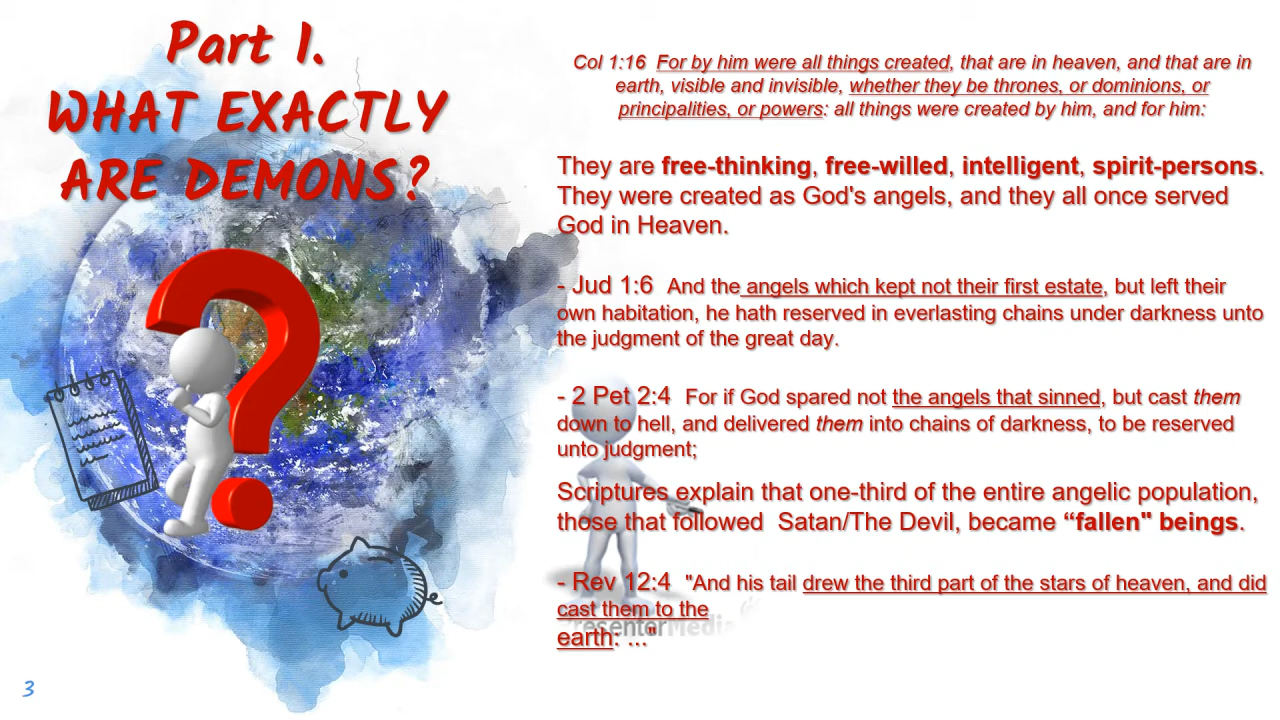 Part 1.
WHAT EXACTLY
ARE DEMONS?
Col 1:16 For by him were all things created, that are in heaven, and that are in
earth, visible and invisible, whether they be thrones, or dominions, or
principalities, or powers: all things were created by him, and for him:
They are free-thinking, free-willed, intelligent, spirit-persons.
They were created as God's angels, and they all once served
God in Heaven.
- Jud 1:6 And the angels which kept not their first estate, but left their
own habitation, he hath reserved in everlasting chains under darkness unto
the judgment of the great day.
- 2 Pet 2:4 For if God spared not the angels that sinned, but cast them
down to hell, and delivered them into chains of darkness, to be reserved
unto judgment;
Scriptures explain that one-third of the entire angelic population,
those that followed Satan/The Devil, became “fallen" beings.
- Rev 12:4 "And his tail drew the third part of the stars of heaven, and did
cast them to the
earth: ..."
3